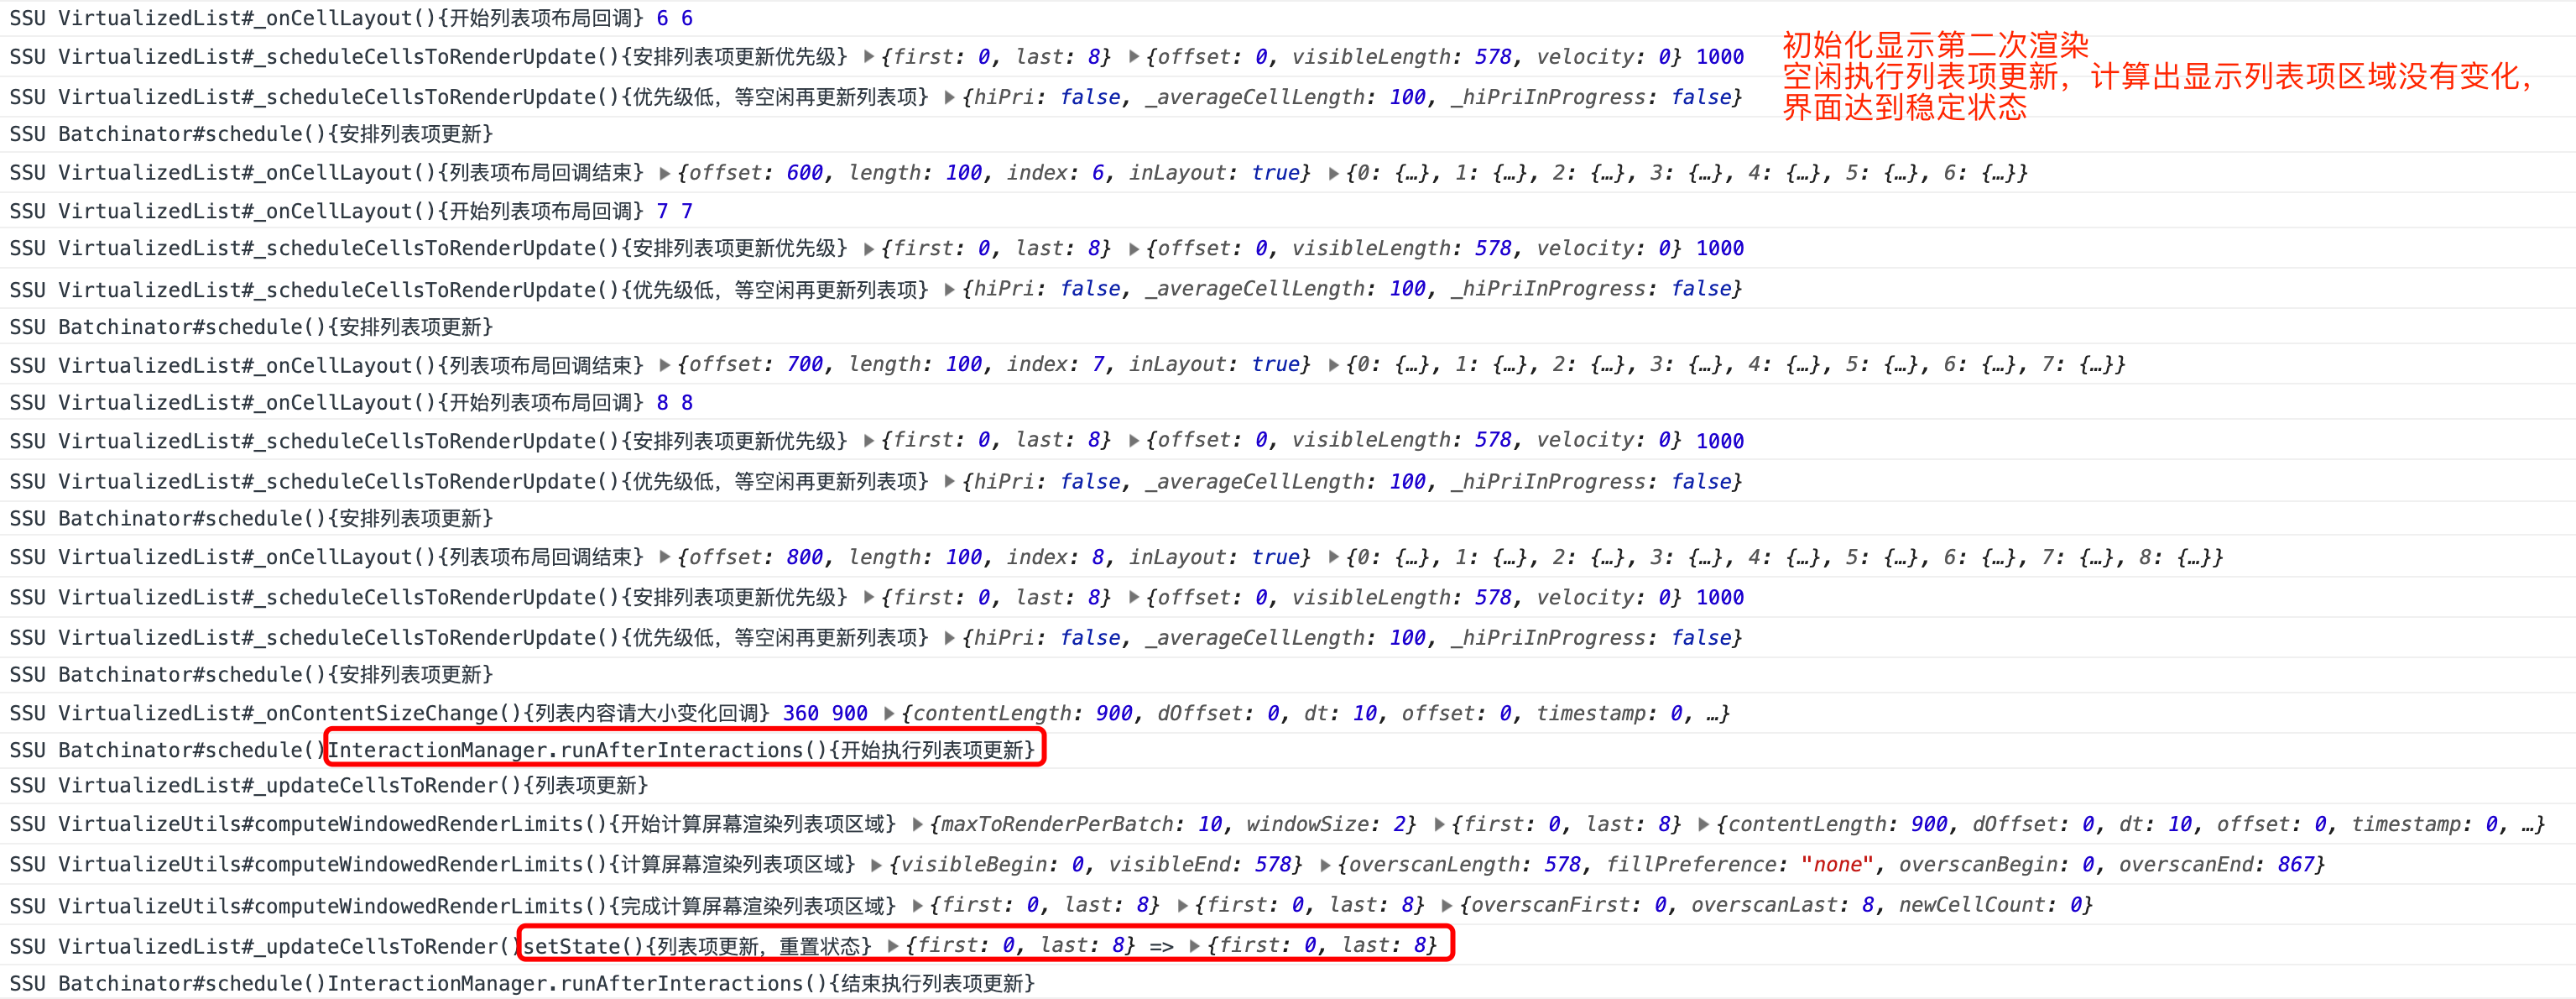 SSU VirtualizedList#_onCellLayout(){开始列表项布局回调} 6 6
SSU VirtualizedList#_scheduleCellsToRenderUpdate(){安排列表项更新优先级} ▶{first: 0, last: 8} ▶{offset: 0, visibleLength: 578, velocity: 0} 1000
初始化显示第二次渲染
空闲执行列表项更新，计算出显示列表项区域没有变化，
界面达到稳定状态
SSU VirtualizedList#_scheduleCellsToRenderUpdate(){优先级低，等空闲再更新列表项} ▶{hiPri: false, _averageCellLength: 100, _hiPriInProgress: false}
SSU Batchinator#schedule(){安排列表项更新}
SSU VirtualizedList#_onCellLayout(){列表项布局回调结束} ▶{offset: 600, length: 100, index: 6, inLayout: true} ▶{0: {…}, 1: {…}, 2: {…}, 3: {…}, 4: {…}, 5: {…}, 6: {…}}
SSU VirtualizedList#_onCellLayout(){开始列表项布局回调} 7 7
SSU VirtualizedList#_scheduleCellsToRenderUpdate(){安排列表项更新优先级} ▶{first: 0, last: 8} ▶{offset: 0, visibleLength: 578, velocity: 0} 1000
SSU VirtualizedList#_scheduleCellsToRenderUpdate(){优先级低，等空闲再更新列表项} ▶{hiPri: false, _averageCellLength: 100, _hiPriInProgress: false}
SSU Batchinator#schedule(){安排列表项更新}
SSU VirtualizedList#_onCellLayout(){列表项布局回调结束} ▶{offset: 700, length: 100, index: 7, inLayout: true} ▶{0: {…}, 1: {…}, 2: {…}, 3: {…}, 4: {…}, 5: {…}, 6: {…}, 7: {…}}
SSU VirtualizedList#_onCellLayout(){开始列表项布局回调} 8 8
SSU VirtualizedList#_scheduleCellsToRenderUpdate(){安排列表项更新优先级} ▶{first: 0, last: 8} ▶{offset: 0, visibleLength: 578, velocity: 0} 1000
SSU VirtualizedList#_scheduleCellsToRenderUpdate(){优先级低，等空闲再更新列表项} ▶{hiPri: false, _averageCellLength: 100, _hiPriInProgress: false}
SSU Batchinator#schedule(){安排列表项更新}
SSU VirtualizedList#_onCellLayout(){列表项布局回调结束} ▶{offset: 800, length: 100, index: 8, inLayout: true} ▶{0: {…}, 1: {…}, 2: {…}, 3: {…}, 4: {…}, 5: {…}, 6: {…}, 7: {…}, 8: {…}}
SSU VirtualizedList#_scheduleCellsToRenderUpdate(){安排列表项更新优先级} ▶{first: 0, last: 8} ▶{offset: 0, visibleLength: 578, velocity: 0} 1000
SSU VirtualizedList#_scheduleCellsToRenderUpdate(){优先级低，等空闲再更新列表项} ▶{hiPri: false, _averageCellLength: 100, _hiPriInProgress: false}
SSU Batchinator#schedule(){安排列表项更新}
SSU VirtualizedList#_onContentSizeChange(){列表内容请大小变化回调} 360 900 ▶{contentLength: 900, dOffset: 0, dt: 10, offset: 0, timestamp: 0, …}
SSU Batchinator#schedule()InteractionManager.runAfterInteractions(){开始执行列表项更新}
SSU VirtualizedList#_updateCellsToRender(){列表项更新}
SSU VirtualizeUtils#computeWindowedRenderLimits(){开始计算屏幕渲染列表项区域} ▶{maxToRenderPerBatch: 10, windowSize: 2} ▶{first: 0, last: 8} ▶{contentLength: 900, dOffset: 0, dt: 10, offset: 0, timestamp: 0, …}
SSU VirtualizeUtils#computeWindowedRenderLimits(){计算屏幕渲染列表项区域} ▶{visibleBegin: 0, visibleEnd: 578} ▶{overscanLength: 578, fillPreference: "none", overscanBegin: 0, overscanEnd: 867}
SSU VirtualizeUtils#computeWindowedRenderLimits(){完成计算屏幕渲染列表项区域} ▶{first: 0, last: 8} ▶{first: 0, last: 8} ▶{overscanFirst: 0, overscanLast: 8, newCellCount: 0}
SSU VirtualizedList#_updateCellsToRender()setState(){列表项更新，重置状态} ▶{first: 0, last: 8} => ▶{first: 0, last: 8}
SSU Batchinator#schedule()InteractionManager.runAfterInteractions(){结束执行列表项更新}